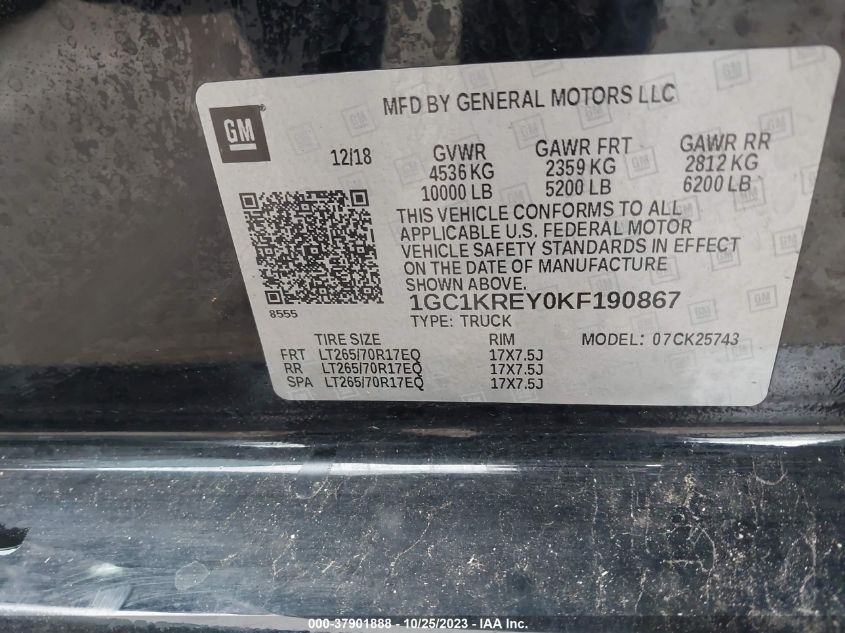 GM
MFD BY GENERAL MOTORS LLC
12/18 GVWR GAWR FRT GAWR RR
4536 KG 2359 KG 2812 KG
10000 LB 5200 LB 6200 LB
THIS VEHICLE CONFORMS TO ALL
APPLICABLE U.S. FEDERAL MOTOR
VEHICLE SAFETY STANDARDS IN EFFECT
ON THE DATE OF MANUFACTURE
SHOWN ABOVE.
8555
1GC1KREY0KF190867
TYPE: TRUCK
TIRE SIZE RIM MODEL: 07CK25743
FRT LT265/70R17EQ 17X7.5J
RR LT265/70R17EQ 17X7.5J
SPA LT265/70R17EQ 17X7.5J
000-37901888 - 10/25/2023 - IAA Inc.